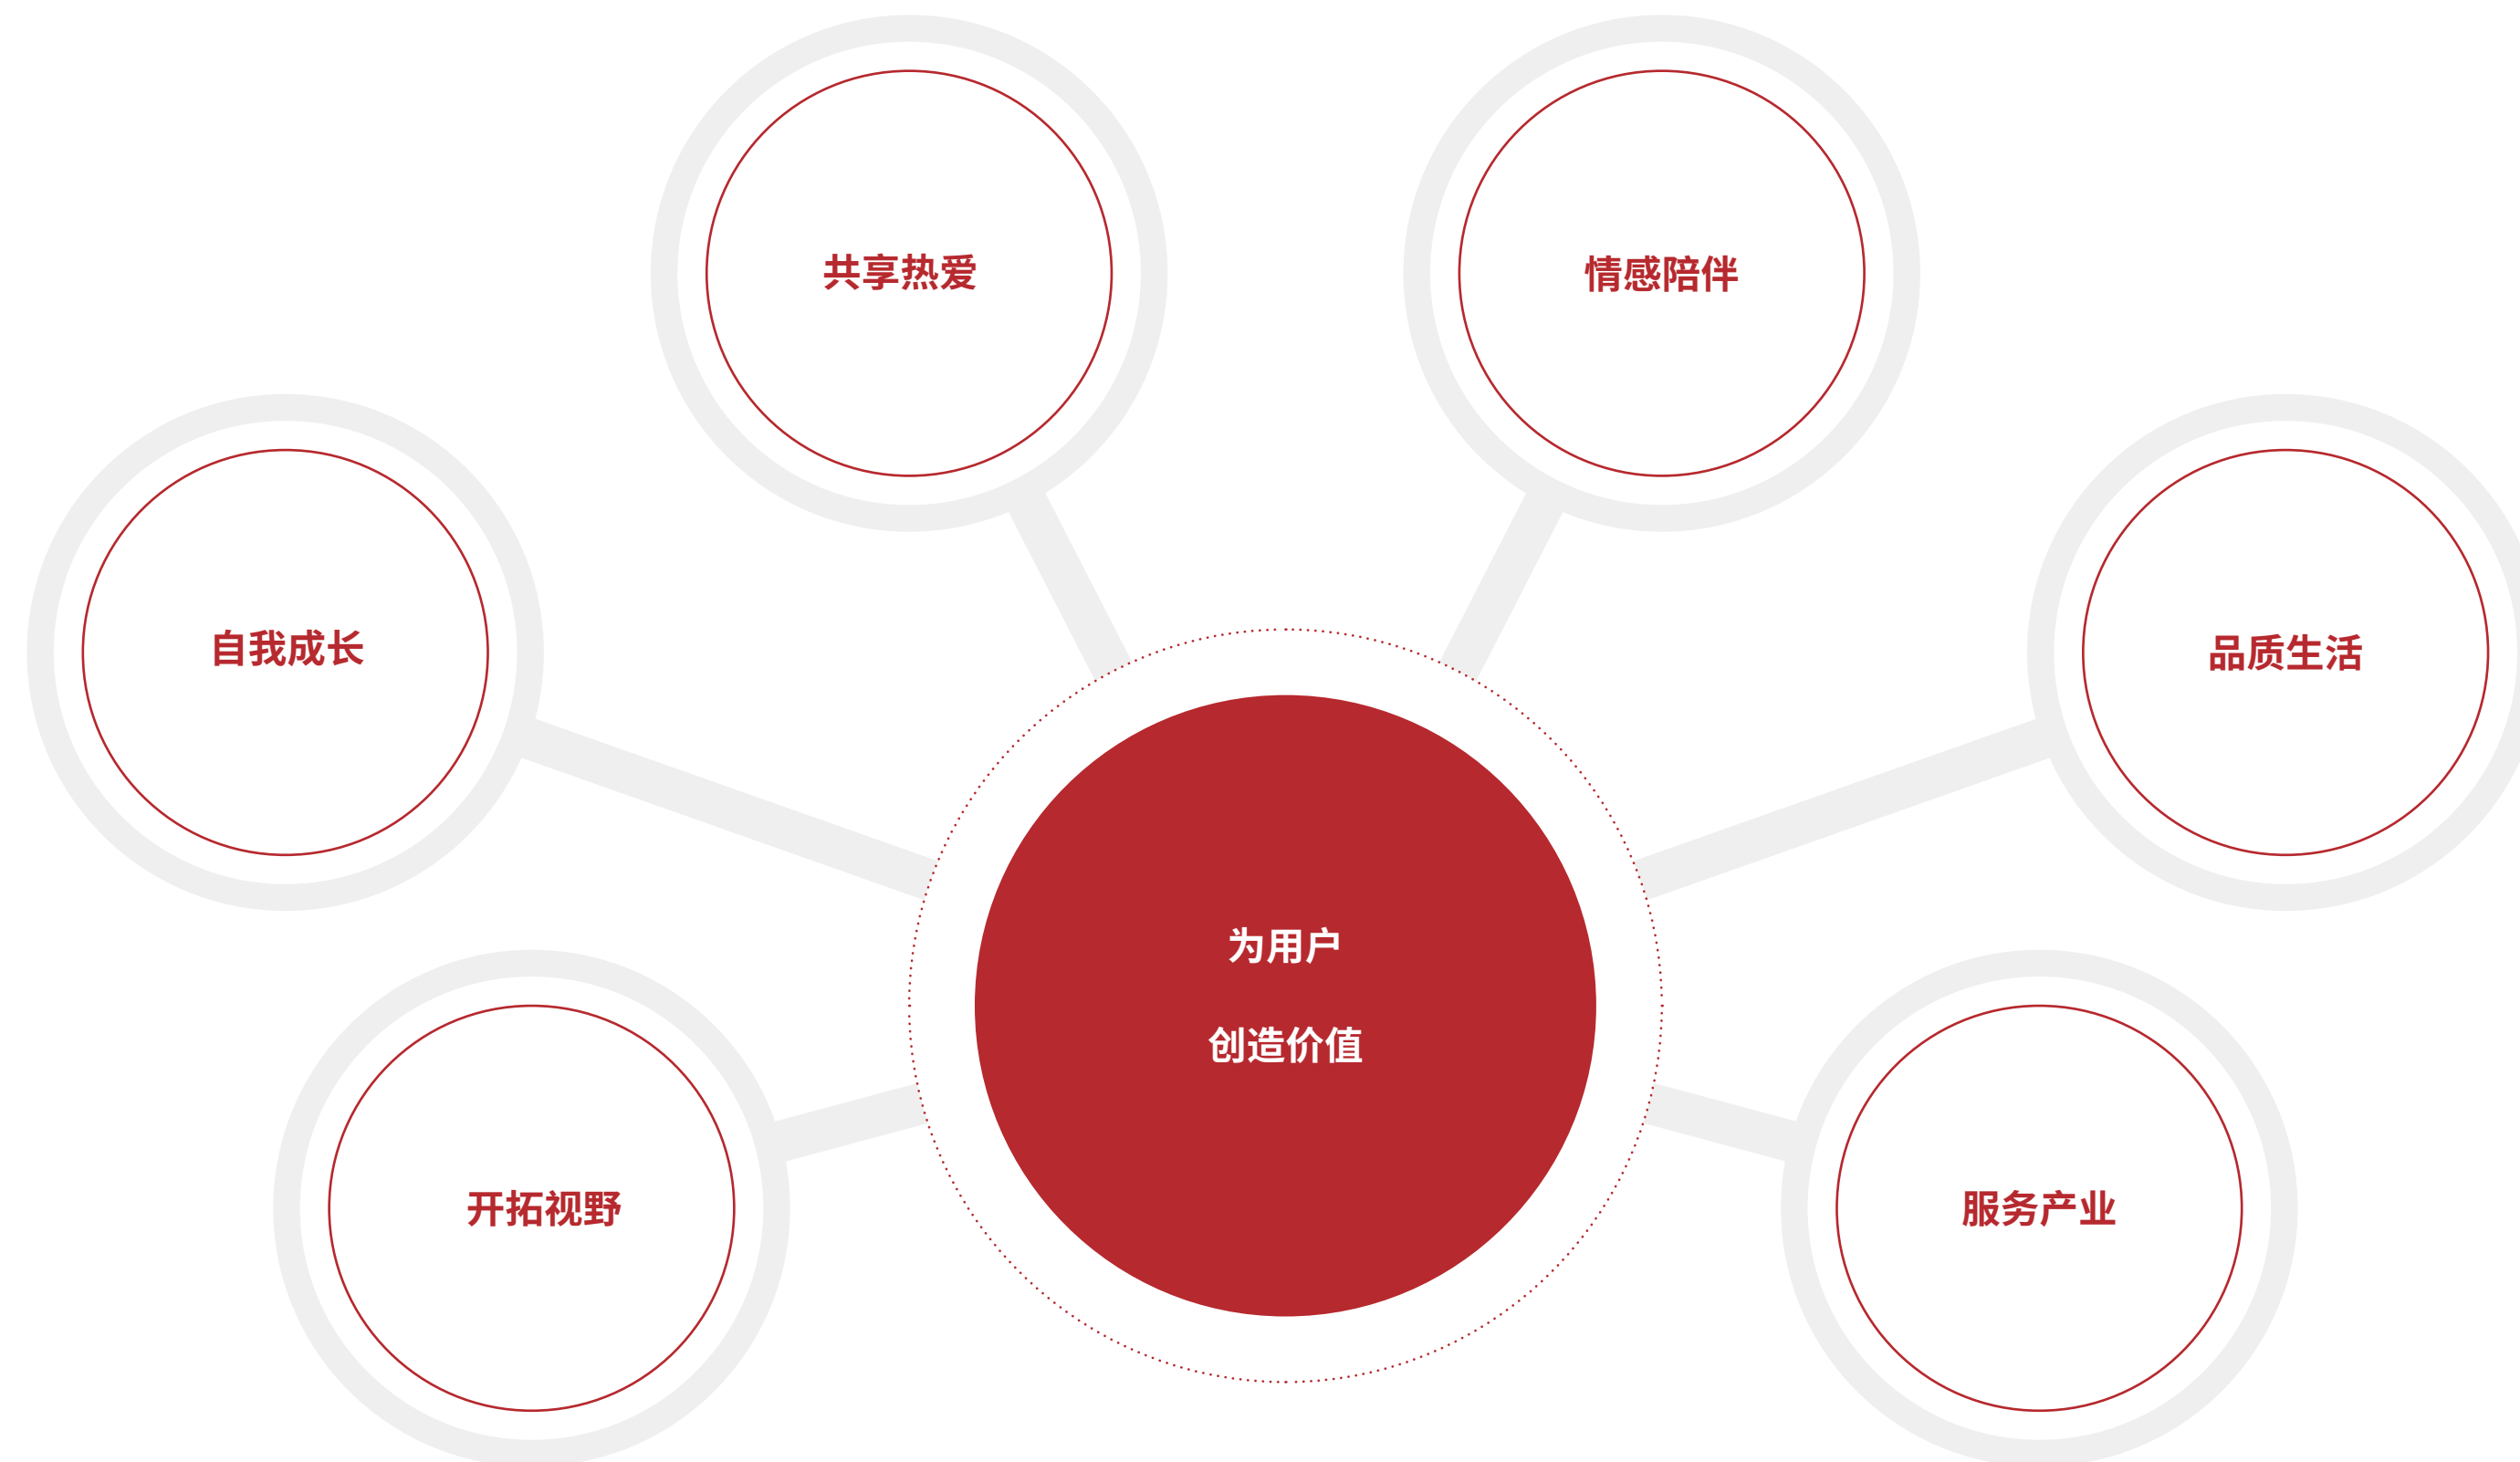 共享热爱
情感陪伴
自我成长
品质生活
为用户
创造价值
开拓视野
服务产业